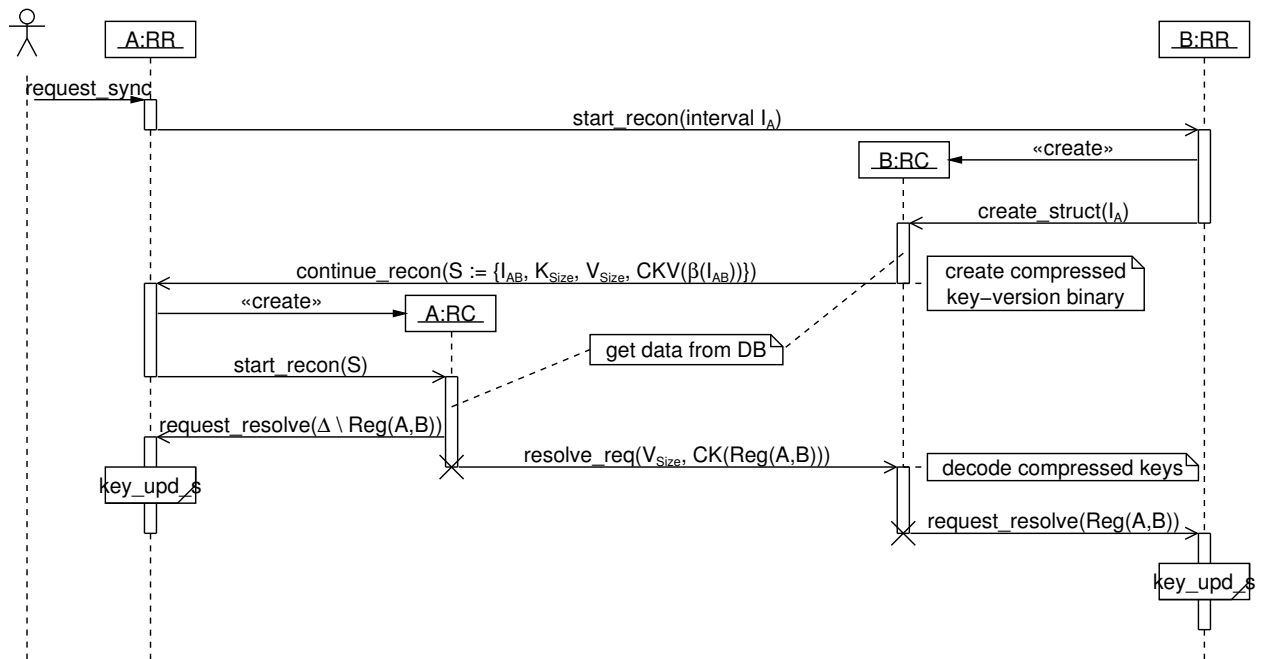 A:RR
B:RR
request_sync
start_recon(interval I_A)
B:RC
«create»
create_struct(I_A)
continue_recon(S := {I_AB, K_Size, V_Size, CKV(β(I_AB))})
create compressed
key−version binary
«create»
A:RC
get data from DB
start_recon(S)
request_resolve(Δ \ Reg(A,B))
resolve_req(V_Size, CK(Reg(A,B)))
decode compressed keys
key_upd_s
request_resolve(Reg(A,B))
key_upd_s